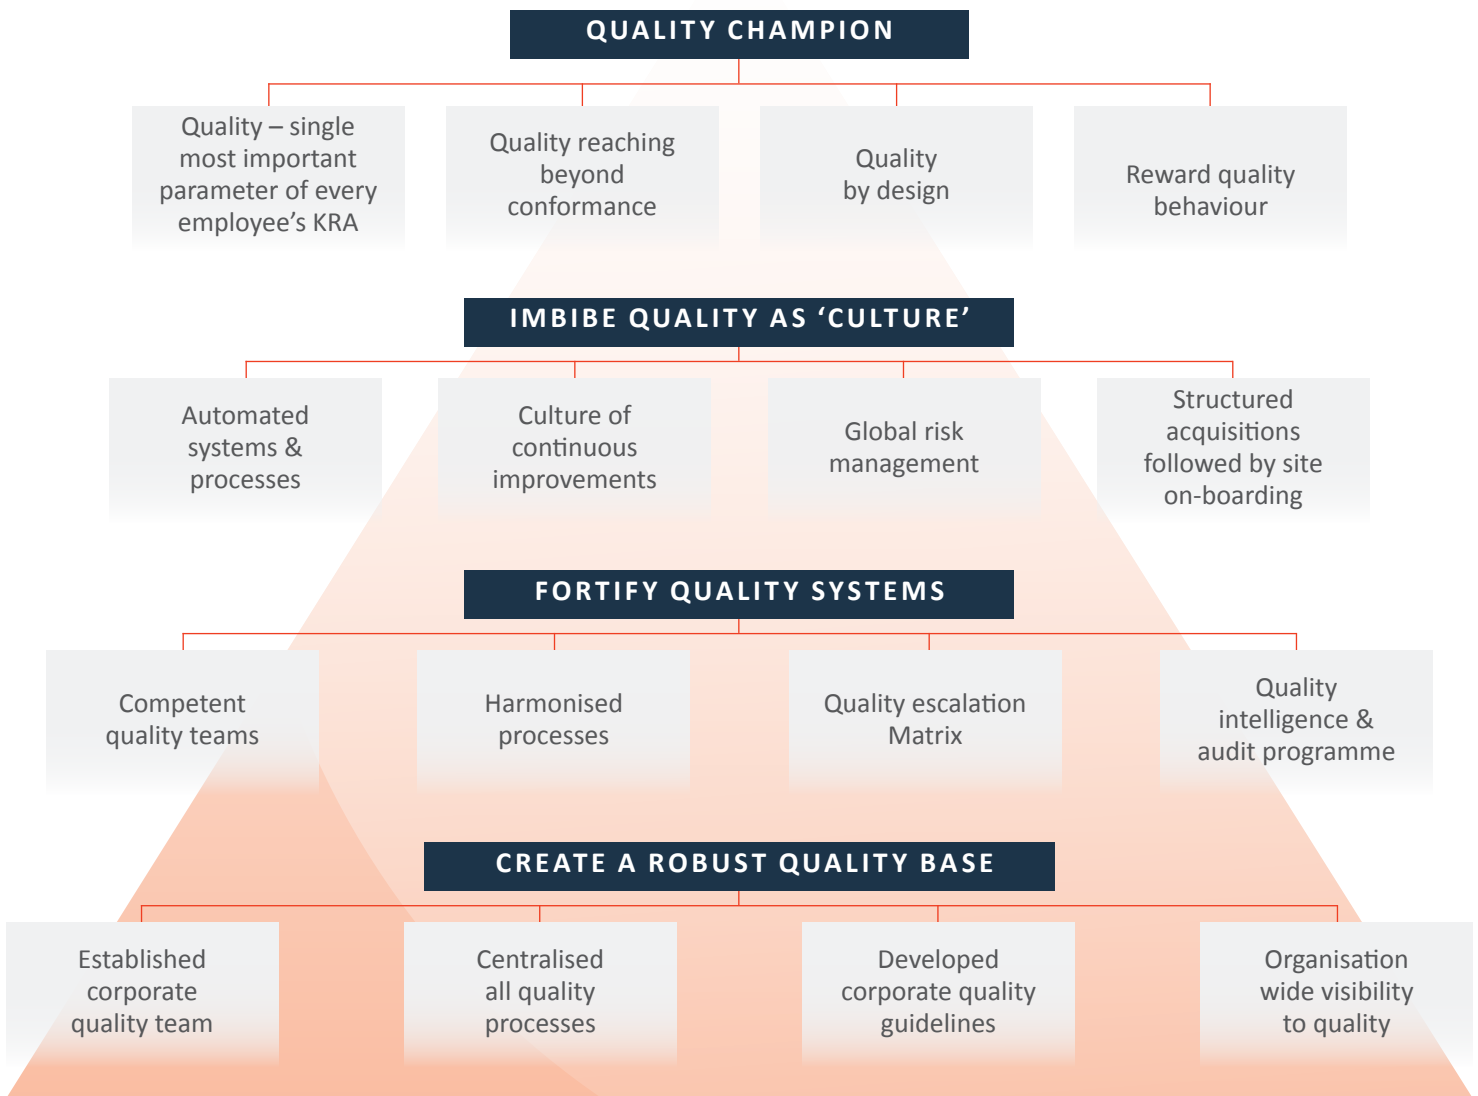 QUALITY CHAMPION
Quality – single
most important
parameter of every
employee’s KRA
Quality reaching
beyond
conformance
Quality
by design
Reward quality
behaviour
IMBIBE QUALITY AS ‘CULTURE’
Automated
systems &
processes
Culture of
continuous
improvements
Global risk
management
Structured
acquisitions
followed by site
on-boarding
FORTIFY QUALITY SYSTEMS
Competent
quality teams
Harmonised
processes
Quality escalation
Matrix
Quality
intelligence &
audit programme
CREATE A ROBUST QUALITY BASE
Established
corporate
quality team
Centralised
all quality
processes
Developed
corporate quality
guidelines
Organisation
wide visibility
to quality